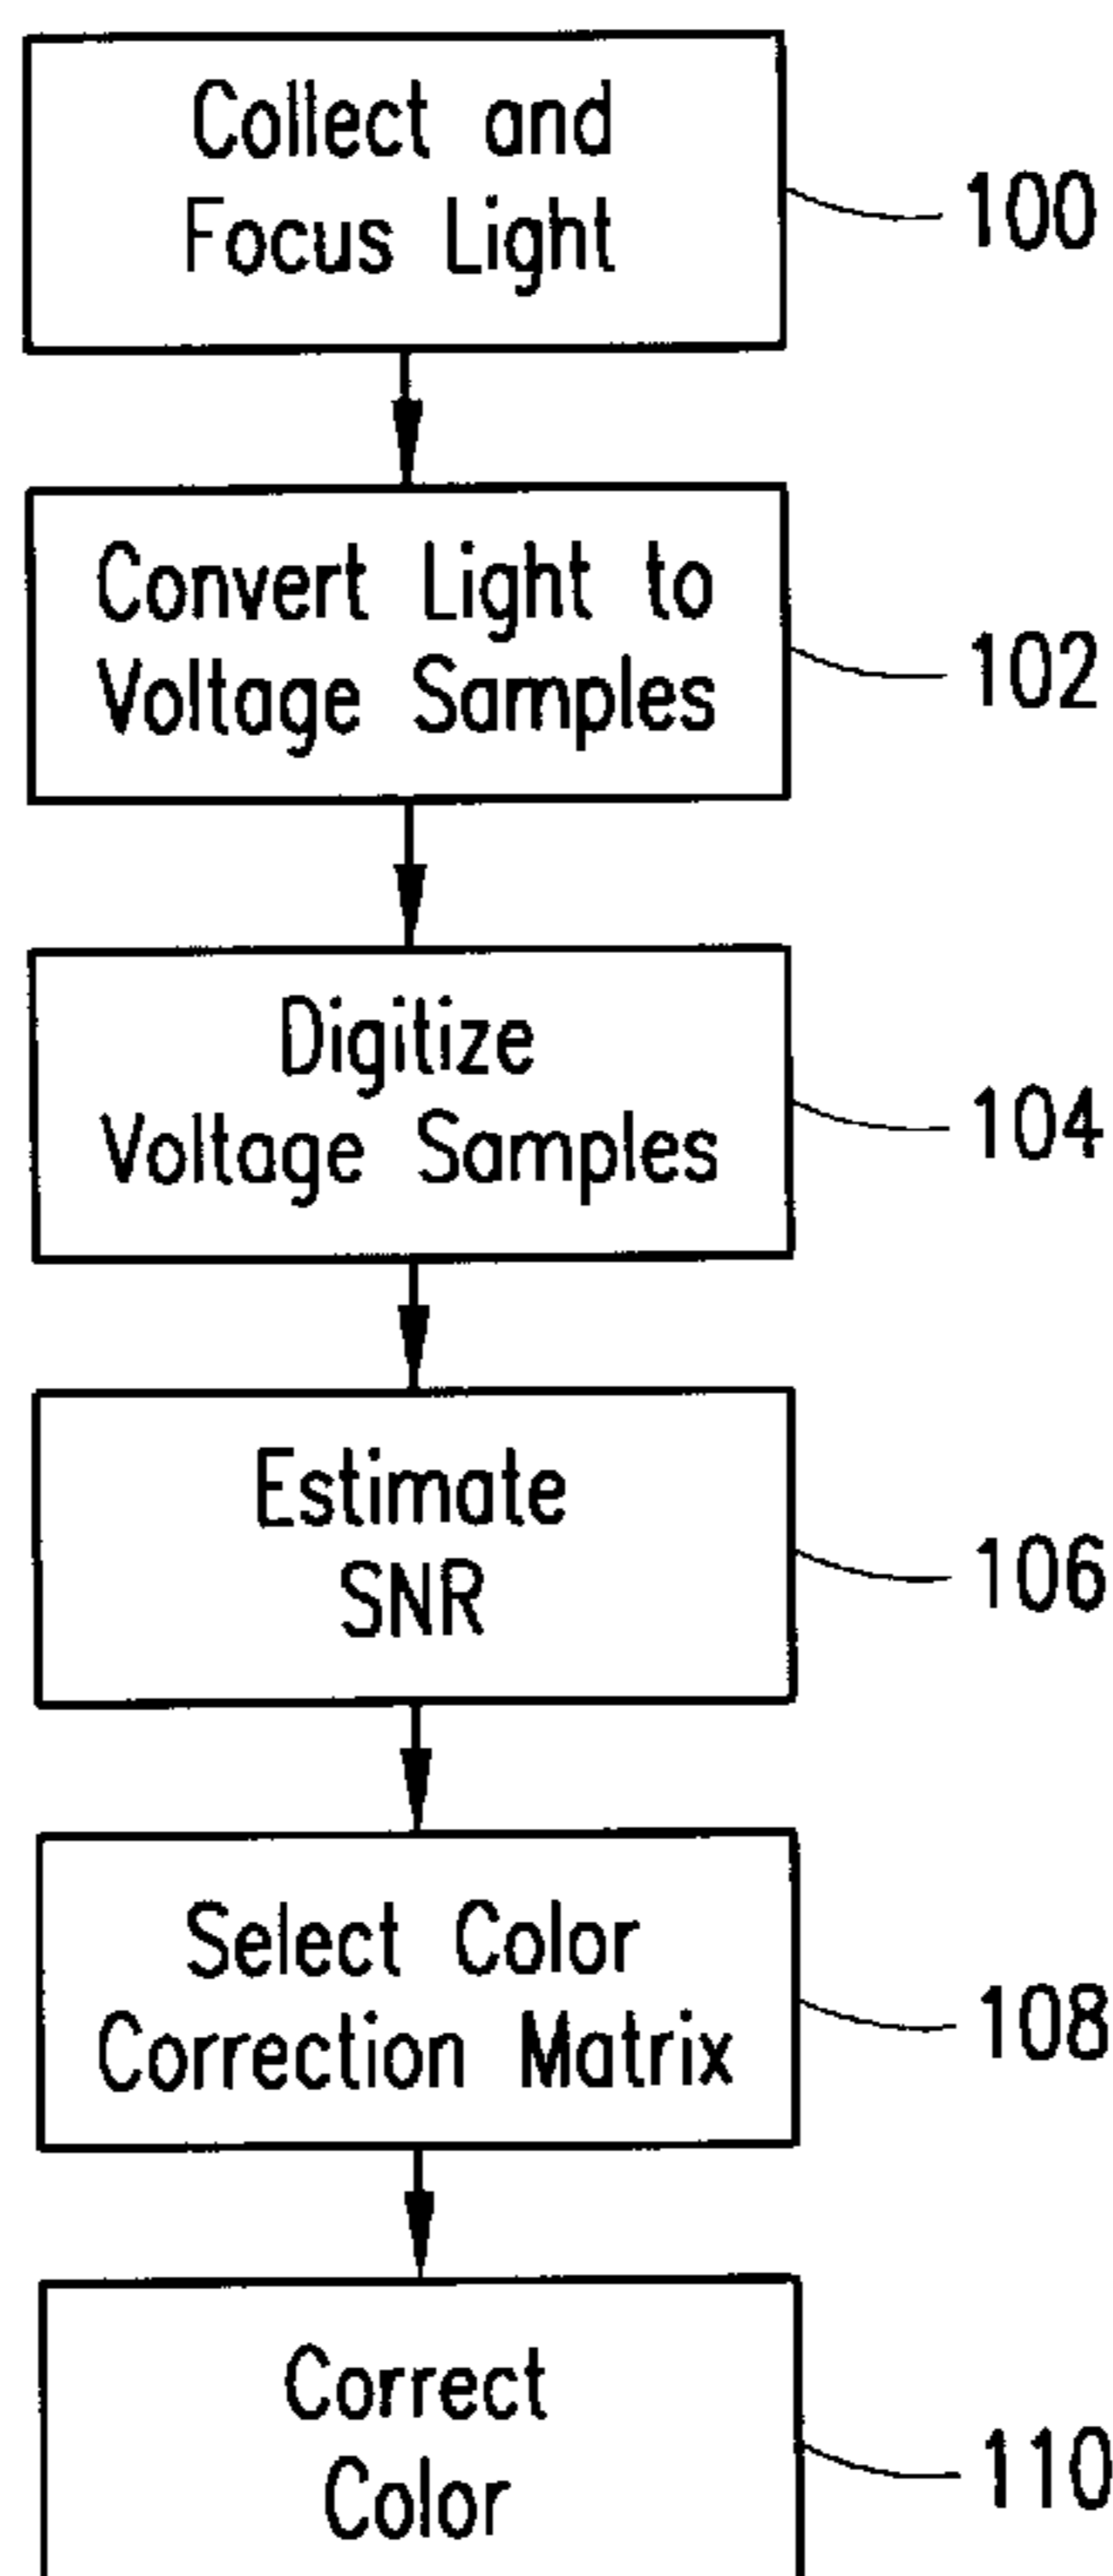 Collect and
Focus Light
100
Convert Light to
Voltage Samples
102
Digitize
Voltage Samples
104
Estimate
SNR
106
Select Color
Correction Matrix
108
Correct
Color
110